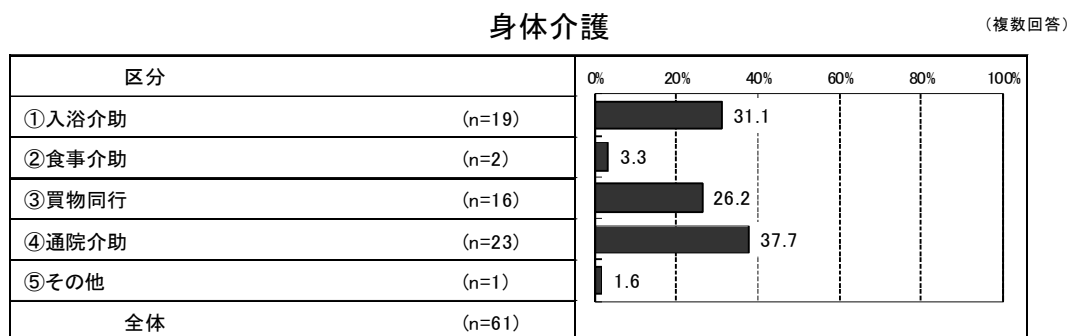 身体介護
（複数回答）
区分
0% 20% 40% 60% 80% 100%
①入浴介助 (n=19) 31.1
②食事介助 (n=2) 3.3
③買物同行 (n=16) 26.2
④通院介助 (n=23) 37.7
⑤その他 (n=1) 1.6
全体 (n=61)